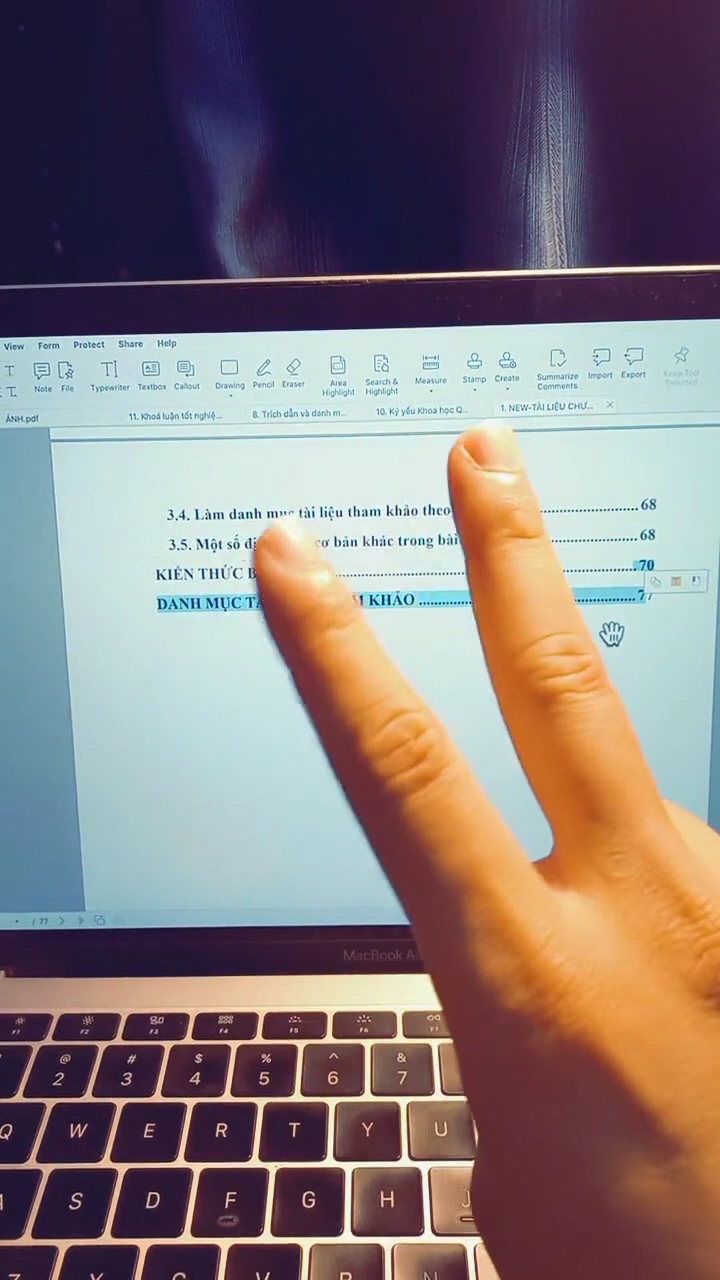 View Form Protect Share Help
T
T
Note File Typewriter Textbox Callout Drawing Pencil Eraser Area Highlight Search & Highlight Measure Stamp Create Summarize Comments Import Export Keep Tool Selected
ẢNH.pdf 11. Khoá luận tốt nghiệ... 8. Trích dẫn và danh m... 10. Kỷ yếu Khoa học Q... 1. NEW-TÀI LIỆU CHƯ... ×
3.4. Làm danh mục tài liệu tham khảo theo ........................ 68
3.5. Một số cơ bản khác trong bài ........................ 68
KIẾN THỨC ........................ 70
DANH MỤC KHẢO ........................
/ 77
MacBook
F1 F2 F3 F4 F5 F6 F7
@ # $ % ^ &
2 3 4 5 6 7
Q W E R T Y U
S D F G H J